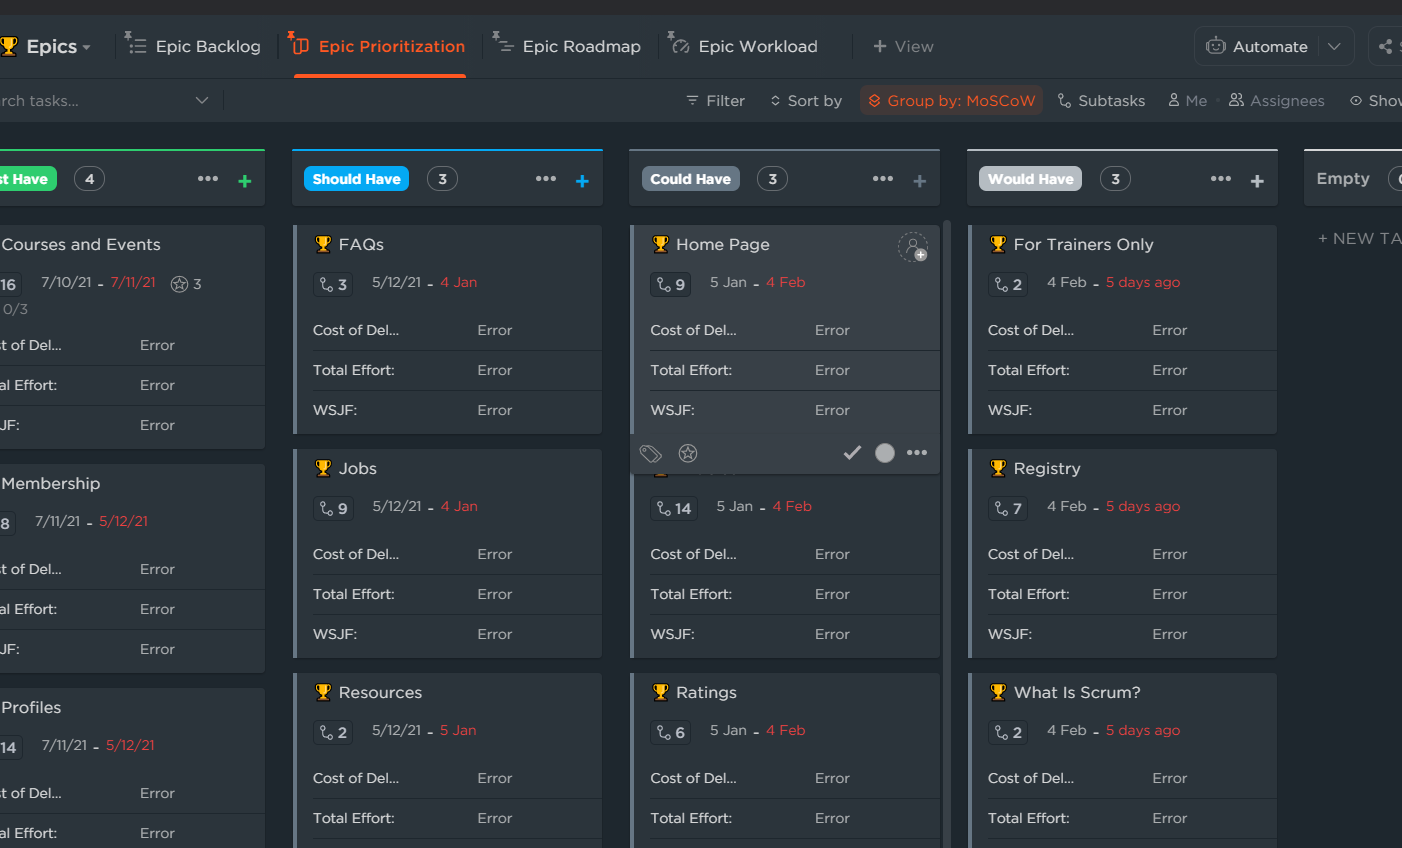 Epics
Epic Backlog
Epic Prioritization
Epic Roadmap
Epic Workload
+ View
Automate
tasks...
Filter
Sort by
Group by: MoSCoW
Subtasks
Me
Assignees
Have
4
Courses and Events
16
7/10/21 - 7/11/21
3
0/3
of Del...
Error
Effort:
Error
Error
Membership
8
7/11/21 - 5/12/21
of Del...
Error
Effort:
Error
Error
Profiles
14
7/11/21 - 5/12/21
of Del...
Error
Effort:
Error
Should Have
3
FAQs
3
5/12/21 - 4 Jan
Cost of Del...
Error
Total Effort:
Error
WSJF:
Error
Jobs
9
5/12/21 - 4 Jan
Cost of Del...
Error
Total Effort:
Error
WSJF:
Error
Resources
2
5/12/21 - 5 Jan
Cost of Del...
Error
Total Effort:
Error
Could Have
3
Home Page
9
5 Jan - 4 Feb
Cost of Del...
Error
Total Effort:
Error
WSJF:
Error
14
5 Jan - 4 Feb
Cost of Del...
Error
Total Effort:
Error
WSJF:
Error
Ratings
6
5 Jan - 4 Feb
Cost of Del...
Error
Total Effort:
Error
Would Have
3
For Trainers Only
2
4 Feb - 5 days ago
Cost of Del...
Error
Total Effort:
Error
WSJF:
Error
Registry
7
4 Feb - 5 days ago
Cost of Del...
Error
Total Effort:
Error
WSJF:
Error
What Is Scrum?
2
4 Feb - 5 days ago
Cost of Del...
Error
Total Effort:
Error
Empty
+ NEW